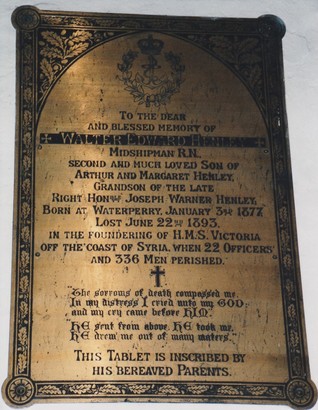 To the dear
and blessed memory of
Walter Edward Henley
Midshipman R.N.
second and much loved Son of
Arthur and Margaret Henley,
Grandson of the late
Right Honble Joseph Warner Henley,
Born at Waterperry, January 3rd 1877
Lost June 22nd 1893,
in the foundering of H.M.S. Victoria
off the coast of Syria, when 22 Officers
and 336 Men perished.
"The sorrows of death compassed me.
In my distress I cried unto my GOD
and my cry came before HIM."
"HE sent from above, HE took me,
HE drew me out of many waters."
This Tablet is inscribed by
his bereaved Parents.